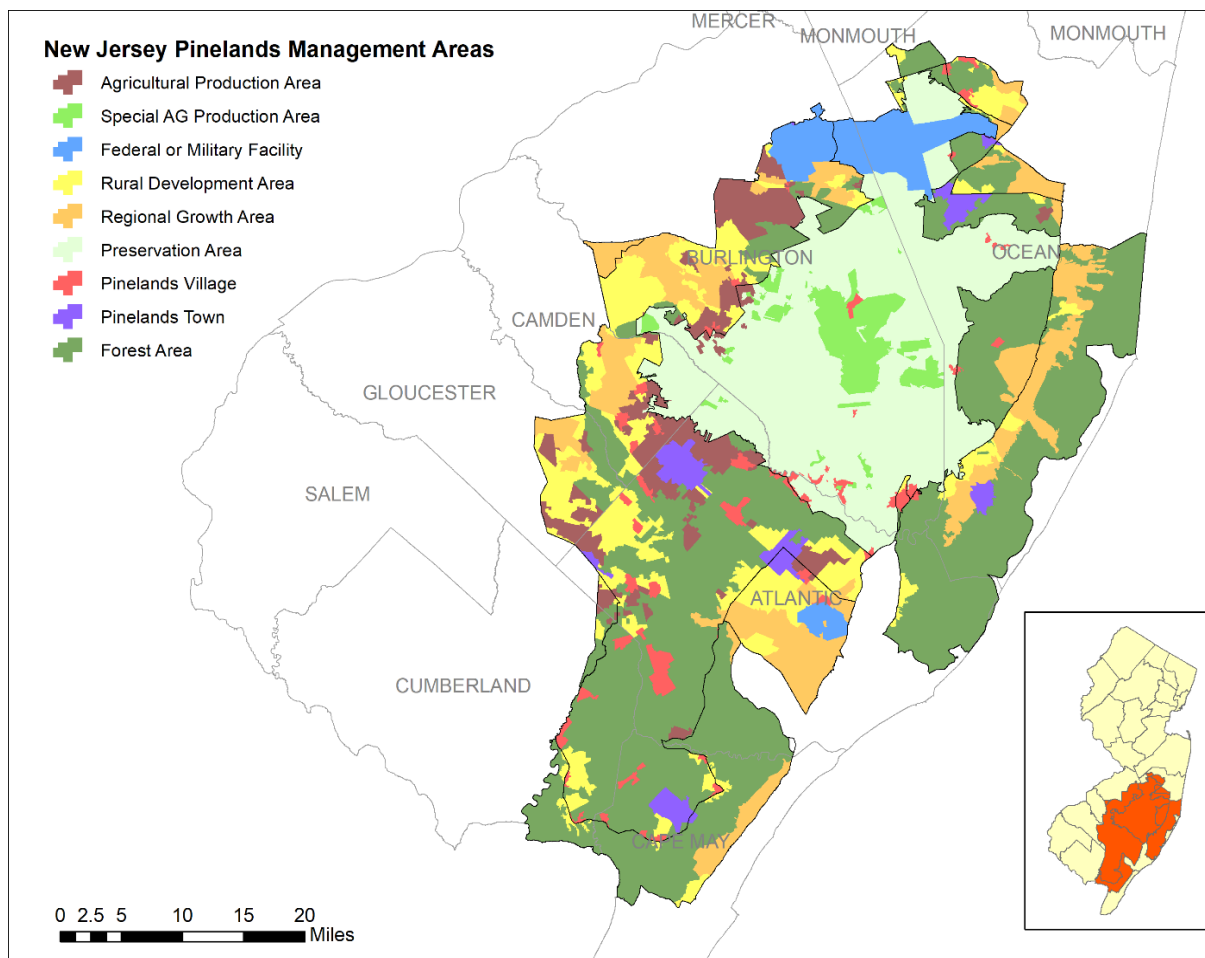 MERCER
MONMOUTH
MONMOUTH
New Jersey Pinelands Management Areas
Agricultural Production Area
Special AG Production Area
Federal or Military Facility
Rural Development Area
Regional Growth Area
Preservation Area
Pinelands Village
Pinelands Town
Forest Area
BURLINGTON
OCEAN
CAMDEN
GLOUCESTER
SALEM
ATLANTIC
CUMBERLAND
CAPE MAY
0 2.5 5 10 15 20
Miles